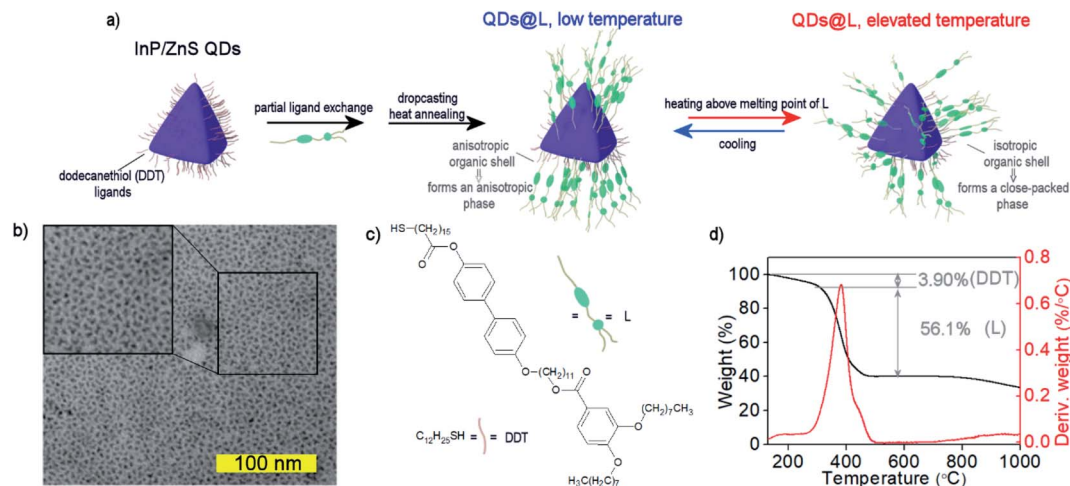 a)
InP/ZnS QDs
dodecanethiol (DDT)
ligands
partial ligand exchange
dropcasting
heat annealing
QDs@L, low temperature
anisotropic
organic shell
forms an anisotropic
phase
heating above melting point of L
cooling
QDs@L, elevated temperature
isotropic
organic shell
forms a close-packed
phase
b)
100 nm
c)
HS(CH2)15
O
O
O
(CH2)11
O
O
O
(CH2)7CH3
O
H3C(H2C)7
= = L
C12H25SH = = DDT
d)
3.90%(DDT)
56.1% (L)
Weight (%)
100
80
60
40
20
0
200 400 600 800 1000
Temperature (°C)
0.8
0.6
0.4
0.2
0.0
Deriv. weight (%/°C)